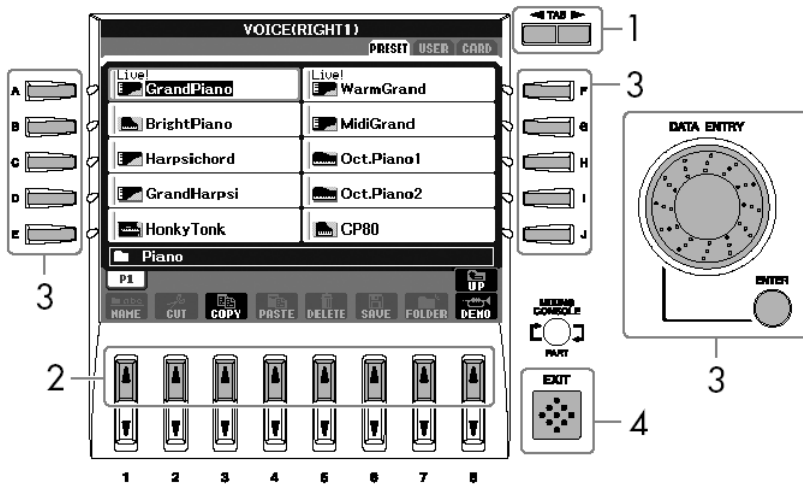 VOICE(RIGHT1)
PRESET USER CARD
◀ TAB ▶
1
3
A
B
C
D
E
Live!
GrandPiano
BrightPiano
Harpsichord
GrandHarpsi
HonkyTonk
Live!
WarmGrand
MidiGrand
Oct.Piano1
Oct.Piano2
CP80
F
G
H
I
J
3
DATA ENTRY
ENTER
3
Piano
P1
UP
NAME CUT COPY PASTE DELETE SAVE FOLDER DEMO
MIXING
CONSOLE
PART
2
EXIT
4
1 2 3 4 5 6 7 8